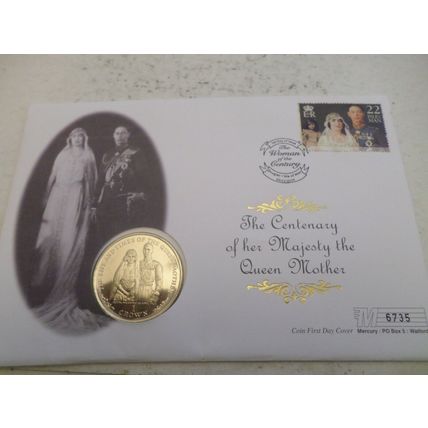 22
ISLE OF
MAN
ER
The
Woman
of the
Century
The Centenary
of her Majesty the
Queen Mother
CROWN
6735
Coin First Day Cover
Mercury : PO Box 5 : Watford